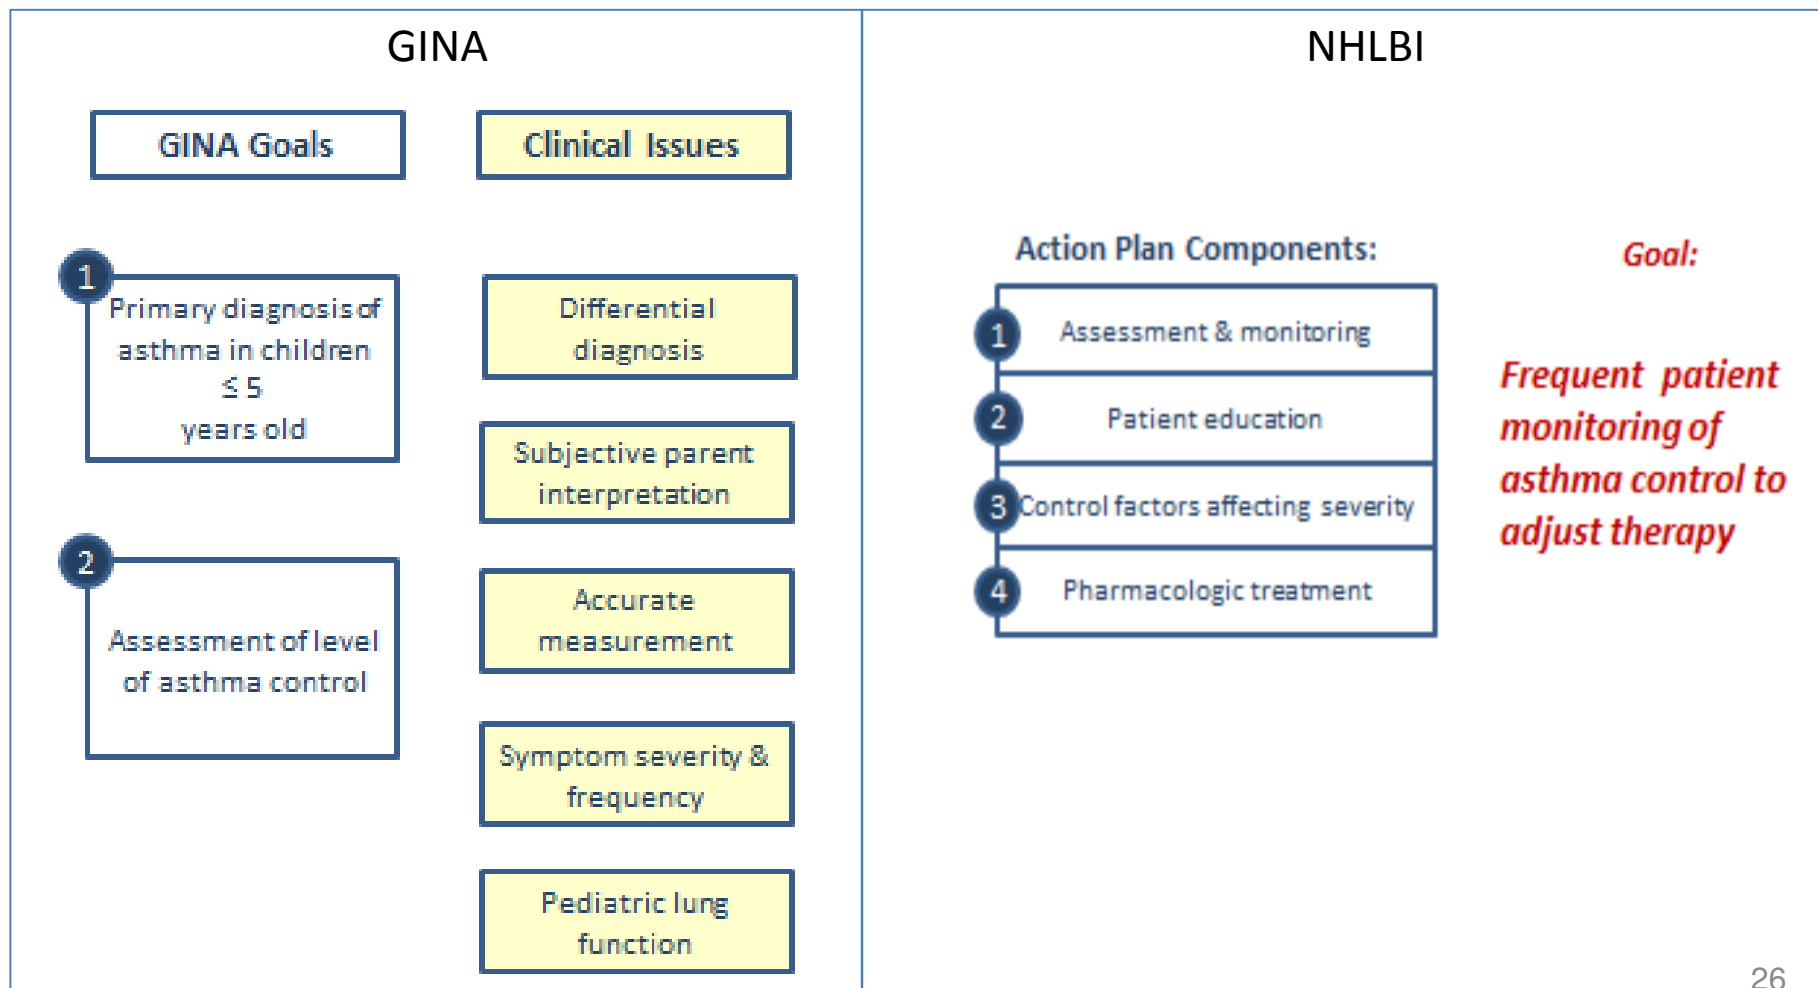 GINA
GINA Goals
Clinical Issues
1
Primary diagnosis of
asthma in children
≤ 5
years old
2
Assessment of level
of asthma control
Differential
diagnosis
Subjective parent
interpretation
Accurate
measurement
Symptom severity &
frequency
Pediatric lung
function
NHLBI
Action Plan Components:
1
Assessment & monitoring
2
Patient education
3
Control factors affecting severity
4
Pharmacologic treatment
Goal:
Frequent patient
monitoring of
asthma control to
adjust therapy
26